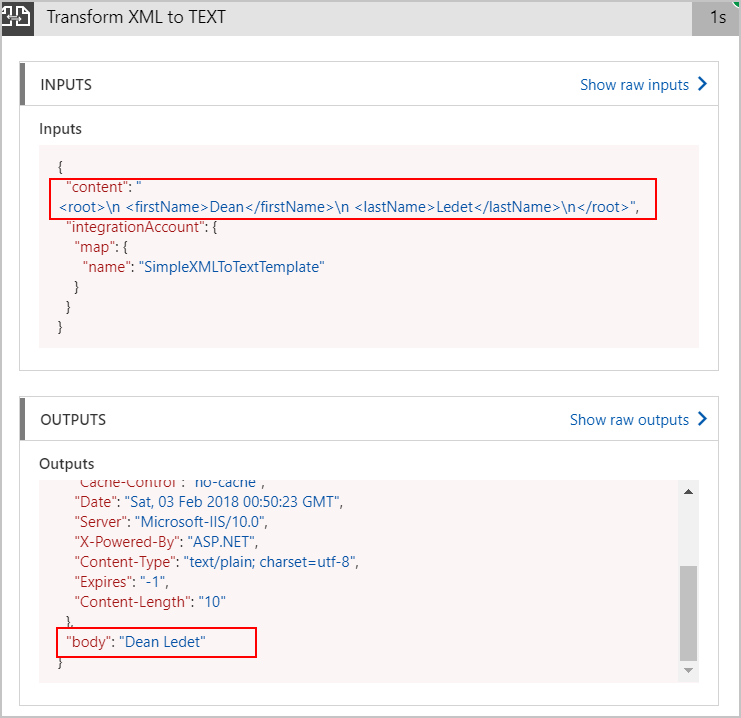 Transform XML to TEXT
1s
INPUTS
Show raw inputs
Inputs
{
"content": "
<root>\n <firstName>Dean</firstName>\n <lastName>Ledet</lastName>\n</root>",
"integrationAccount": {
"map": {
"name": "SimpleXMLToTextTemplate"
}
}
}
OUTPUTS
Show raw outputs
Outputs
"Cache-Control": "no-cache",
"Date": "Sat, 03 Feb 2018 00:50:23 GMT",
"Server": "Microsoft-IIS/10.0",
"X-Powered-By": "ASP.NET",
"Content-Type": "text/plain; charset=utf-8",
"Expires": "-1",
"Content-Length": "10"
},
"body": "Dean Ledet"
}